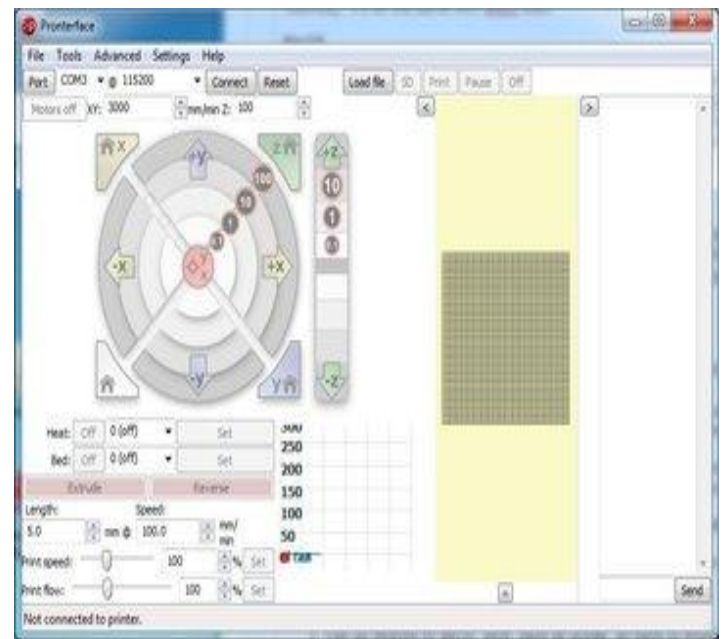 Pronterface
File Tools Advanced Settings Help
Port COM3 @ 115200 Connect Reset Load file SD Print Pause Off
Motors off XY: 3000 mm/min Z: 100
< >
x +y z +z
100 10
10 1
1 0.1
0.1
-x y x +x
-y y -z
Heat: Off 0 (off) Set
Bed: Off 0 (off) Set
Extrude Reverse
Length: Speed:
5.0 mm @ 100.0 mm/min
Print speed: 100 % Set
Print flow: 100 % Set
300
250
200
150
100
50
Send
Not connected to printer.